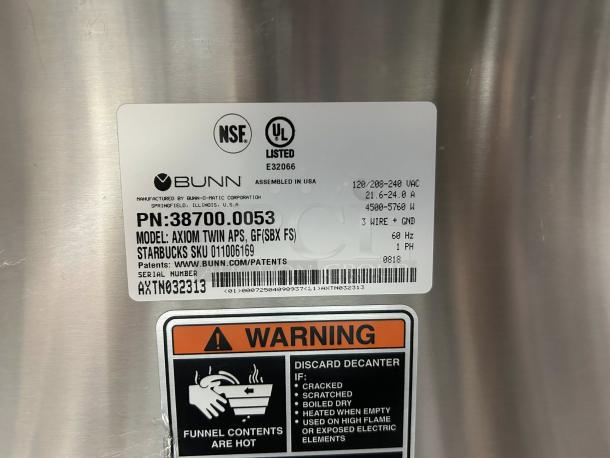 NSF
®
UL
®
LISTED
E32066
BUNN
ASSEMBLED IN USA
MANUFACTURED BY BUNN-O-MATIC CORPORATION
SPRINGFIELD, ILLINOIS, U.S.A
120/208-240 VAC
21.6-24.0 A
4500-5760 W
3 WIRE + GND
60 Hz
1 PH
0818
PN:38700.0053
MODEL: AXIOM TWIN APS, GF(SBX FS)
STARBUCKS SKU 011006169
Patents: WWW.BUNN.COM/PATENTS
SERIAL NUMBER
AXTN032313
(01)00072504090937(21)AXTN032313
WARNING
FUNNEL CONTENTS
ARE HOT
DISCARD DECANTER
IF:
• CRACKED
• SCRATCHED
• BOILED DRY
• HEATED WHEN EMPTY
• USED ON HIGH FLAME
OR EXPOSED ELECTRIC
ELEMENTS